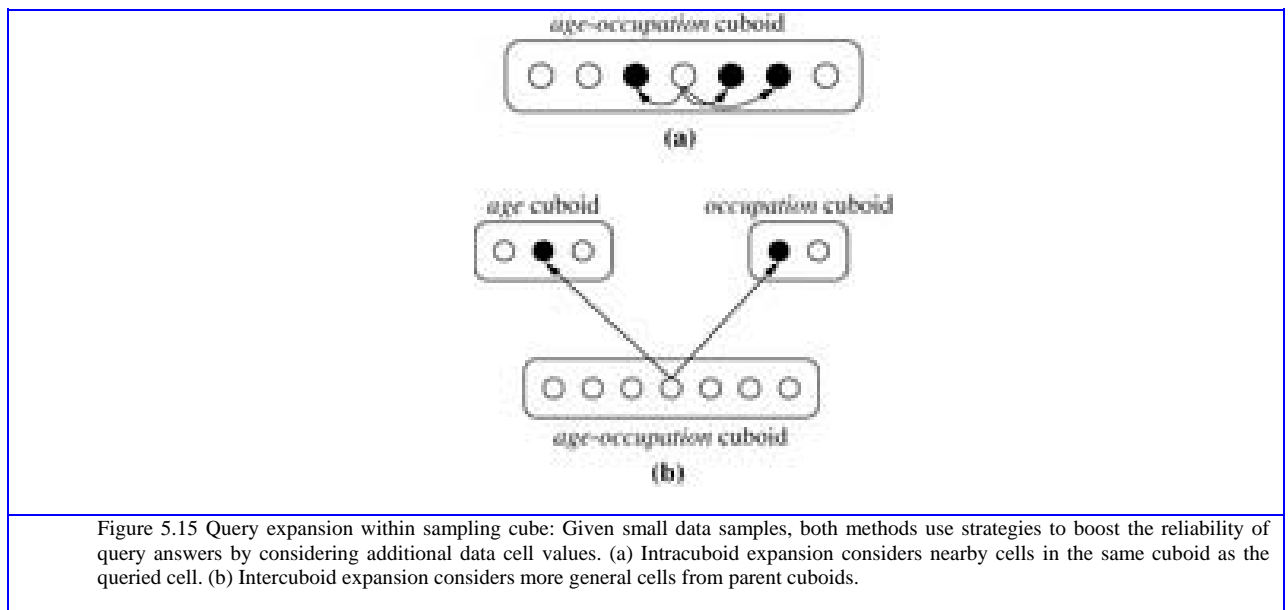 age-occupation cuboid
(a)
age cuboid
occupation cuboid
age-occupation cuboid
(b)
Figure 5.15 Query expansion within sampling cube: Given small data samples, both methods use strategies to boost the reliability of
query answers by considering additional data cell values. (a) Intracuboid expansion considers nearby cells in the same cuboid as the
queried cell. (b) Intercuboid expansion considers more general cells from parent cuboids.